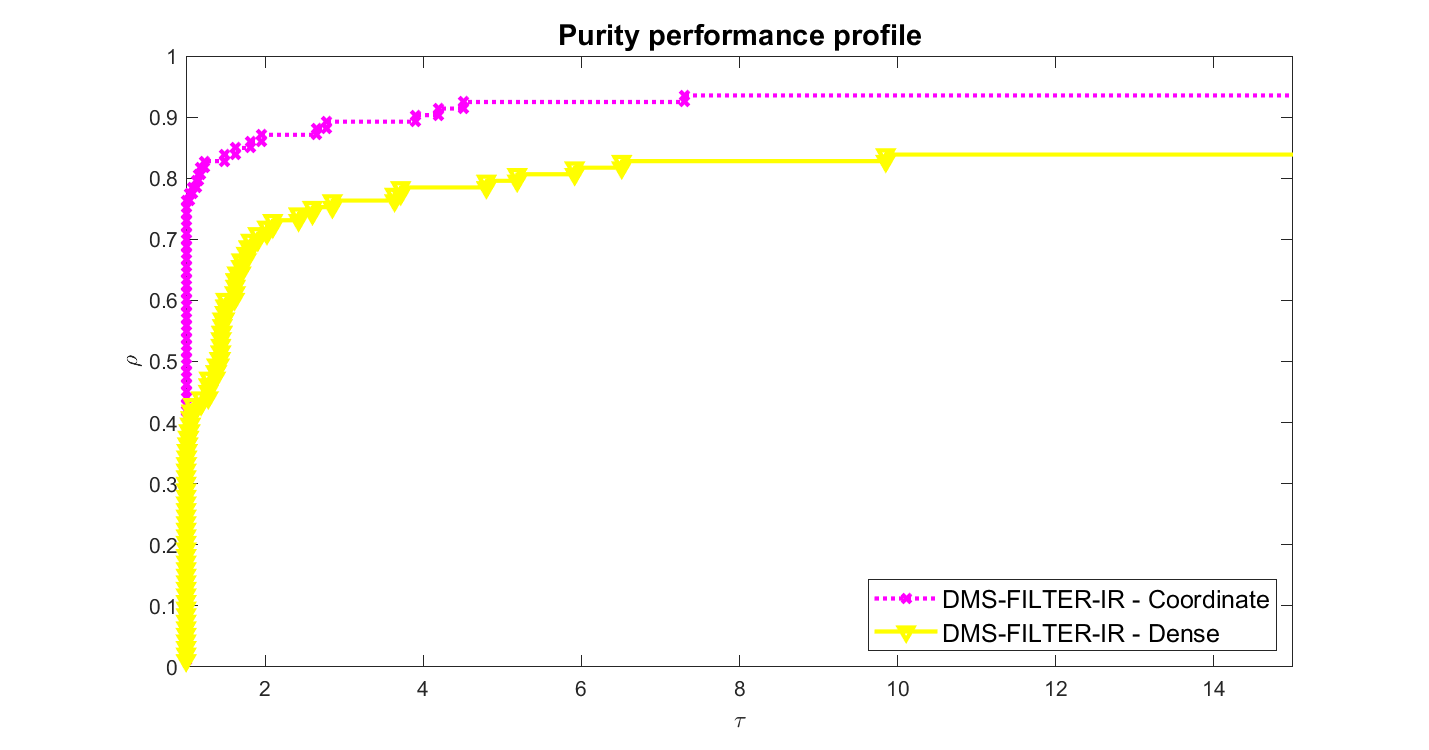 Purity performance profile
1
0.9
0.8
0.7
0.6
0.5
0.4
0.3
0.2
0.1
0
ρ
2 4 6 8 10 12 14
τ
DMS-FILTER-IR - Coordinate
DMS-FILTER-IR - Dense